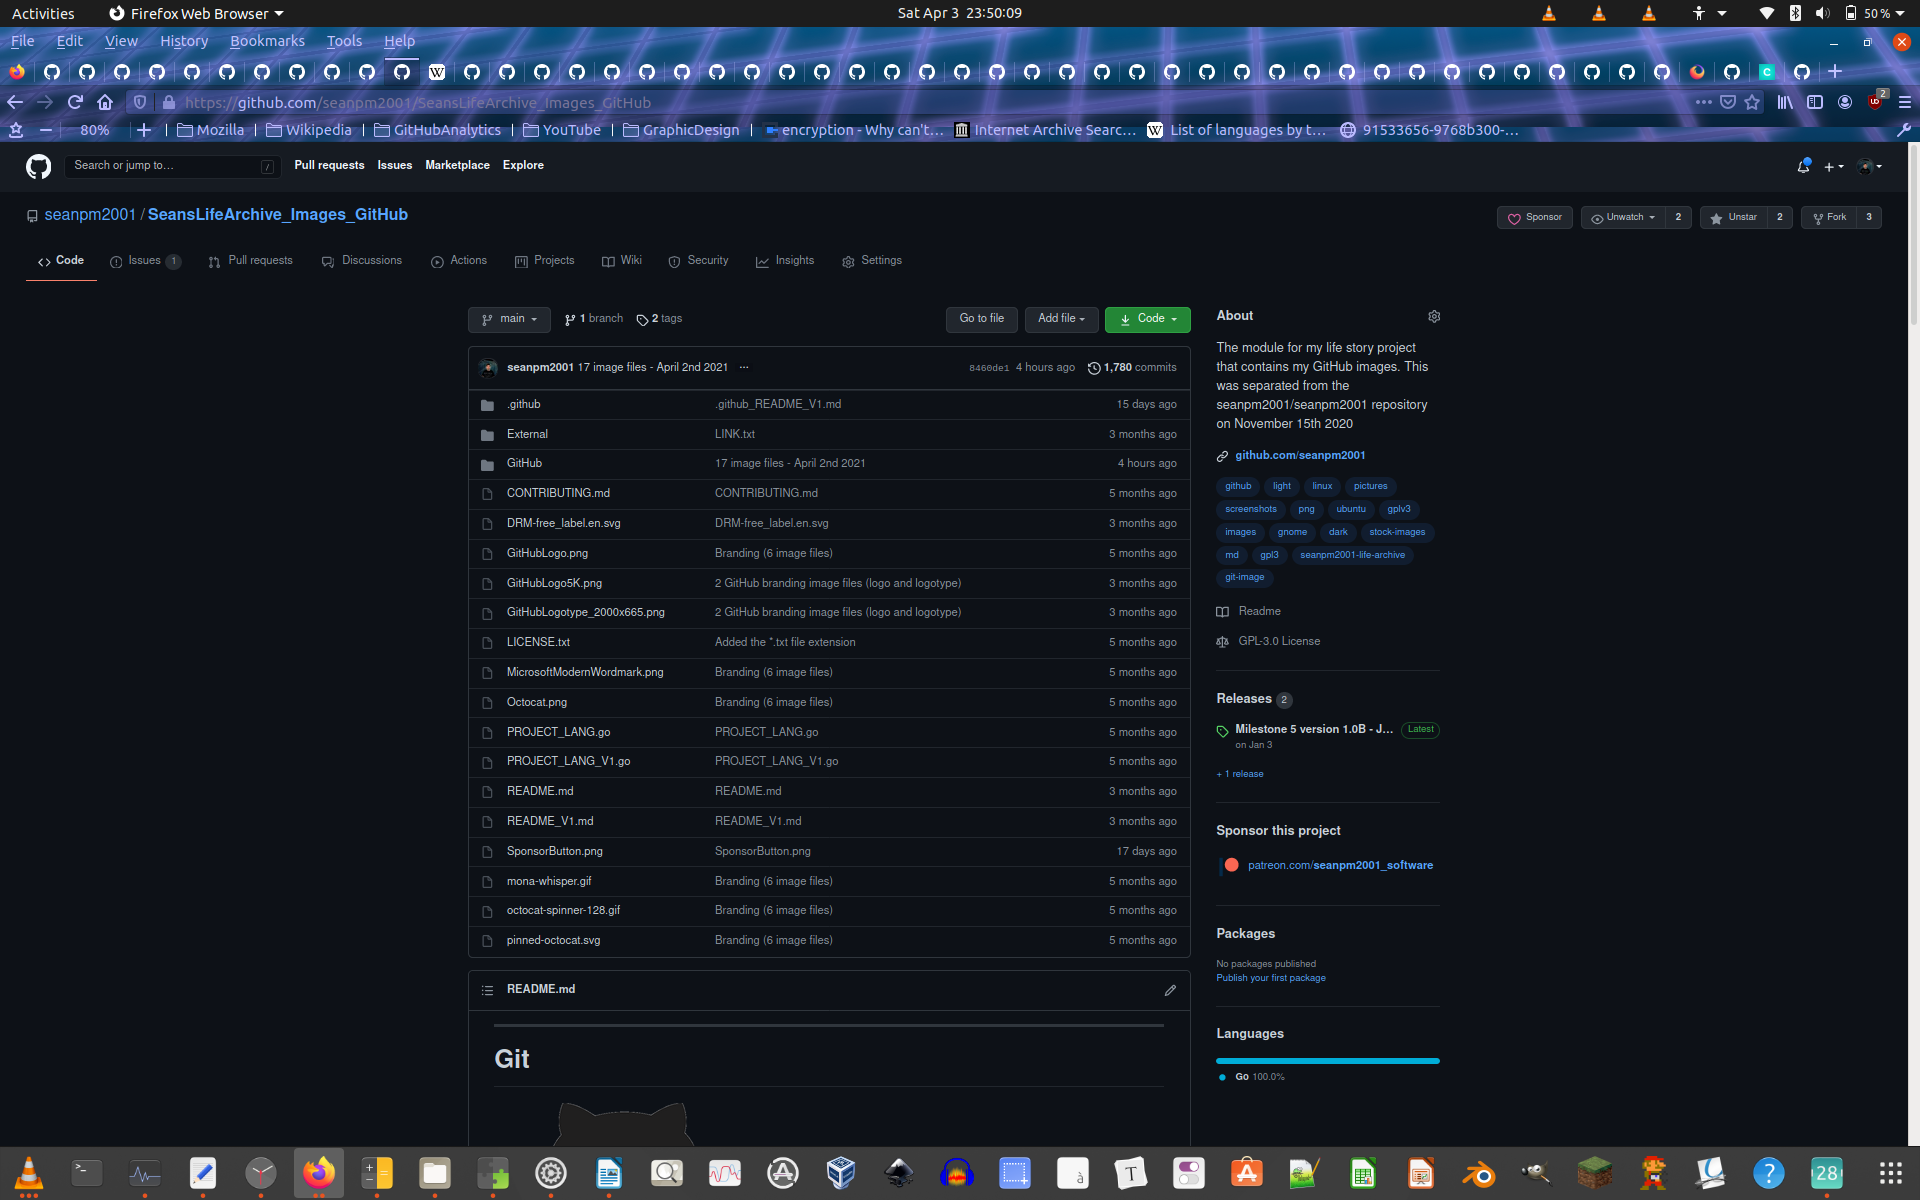 Activities Firefox Web Browser Sat Apr 3 23:50:09 50 %
File Edit View History Bookmarks Tools Help
https://github.com/seanpm2001/SeansLifeArchive_Images_GitHub 2
80% Mozilla Wikipedia GitHubAnalytics YouTube GraphicDesign encryption - Why can't… Internet Archive Searc… List of languages by t… 91533656-9768b300-…
Search or jump to… / Pull requests Issues Marketplace Explore
seanpm2001 / SeansLifeArchive_Images_GitHub
Sponsor Unwatch 2 Unstar 2 Fork 3
Code Issues 1 Pull requests Discussions Actions Projects Wiki Security Insights Settings
main 1 branch 2 tags Go to file Add file Code
seanpm2001 17 image files - April 2nd 2021 ... 8460de1 4 hours ago 1,780 commits
.github .github_README_V1.md 15 days ago
External LINK.txt 3 months ago
GitHub 17 image files - April 2nd 2021 4 hours ago
CONTRIBUTING.md CONTRIBUTING.md 5 months ago
DRM-free_label.en.svg DRM-free_label.en.svg 3 months ago
GitHubLogo.png Branding (6 image files) 5 months ago
GitHubLogo5K.png 2 GitHub branding image files (logo and logotype) 3 months ago
GitHubLogotype_2000x665.png 2 GitHub branding image files (logo and logotype) 3 months ago
LICENSE.txt Added the *.txt file extension 5 months ago
MicrosoftModernWordmark.png Branding (6 image files) 5 months ago
Octocat.png Branding (6 image files) 5 months ago
PROJECT_LANG.go PROJECT_LANG.go 5 months ago
PROJECT_LANG_V1.go PROJECT_LANG_V1.go 5 months ago
README.md README.md 3 months ago
README_V1.md README_V1.md 3 months ago
SponsorButton.png SponsorButton.png 17 days ago
mona-whisper.gif Branding (6 image files) 5 months ago
octocat-spinner-128.gif Branding (6 image files) 5 months ago
pinned-octocat.svg Branding (6 image files) 5 months ago
README.md
Git
About
The module for my life story project
that contains my GitHub images. This
was separated from the
seanpm2001/seanpm2001 repository
on November 15th 2020
github.com/seanpm2001
github light linux pictures
screenshots png ubuntu gplv3
images gnome dark stock-images
md gpl3 seanpm2001-life-archive
git-image
Readme
GPL-3.0 License
Releases 2
Milestone 5 version 1.0B - J... Latest
on Jan 3
+ 1 release
Sponsor this project
patreon.com/seanpm2001_software
Packages
No packages published
Publish your first package
Languages
Go 100.0%
28